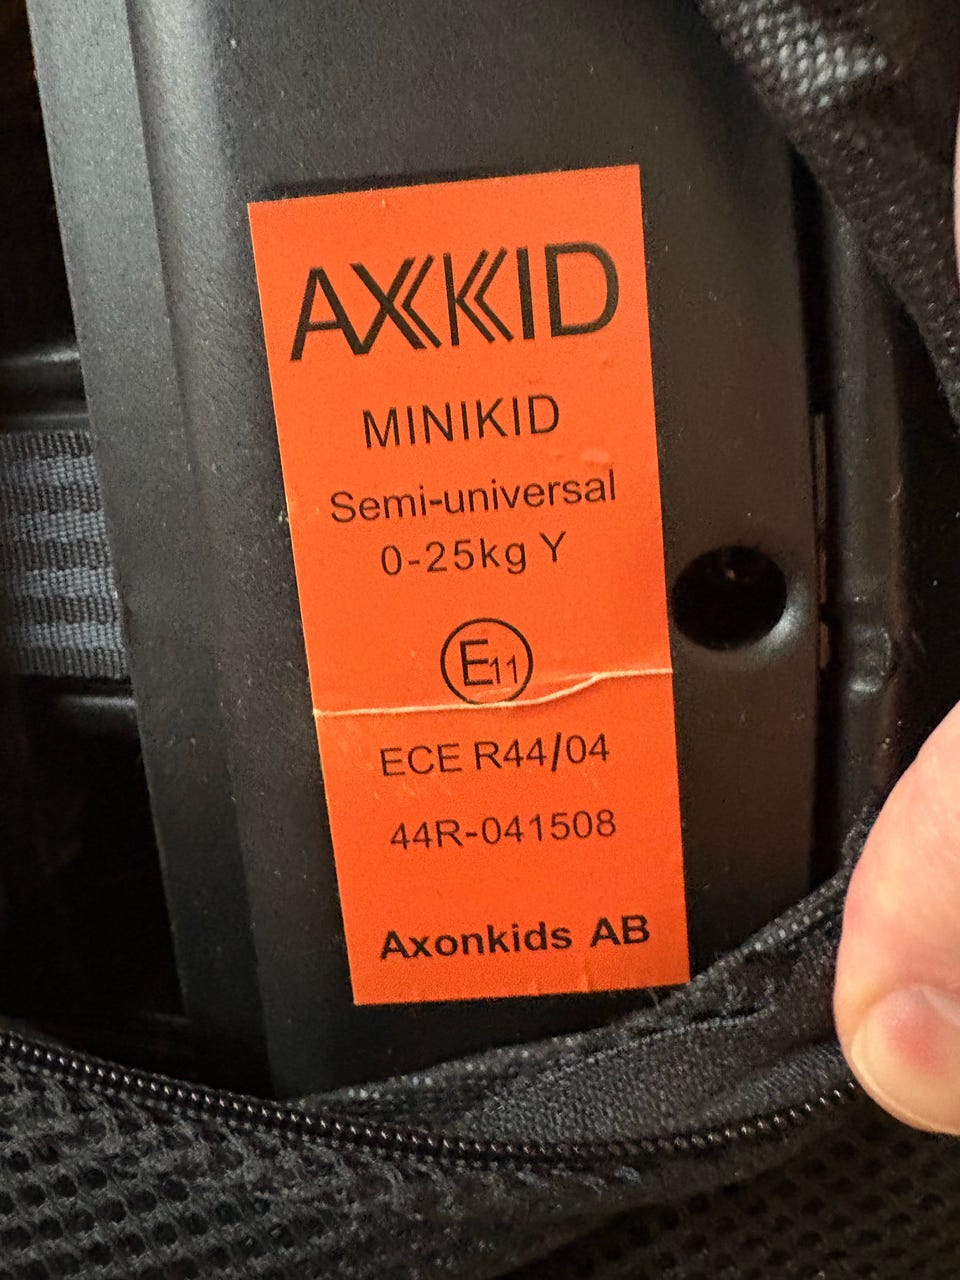 AXKID
MINIKID
Semi-universal
0-25kg Y
E11
ECE R44/04
44R-041508
Axonkids AB